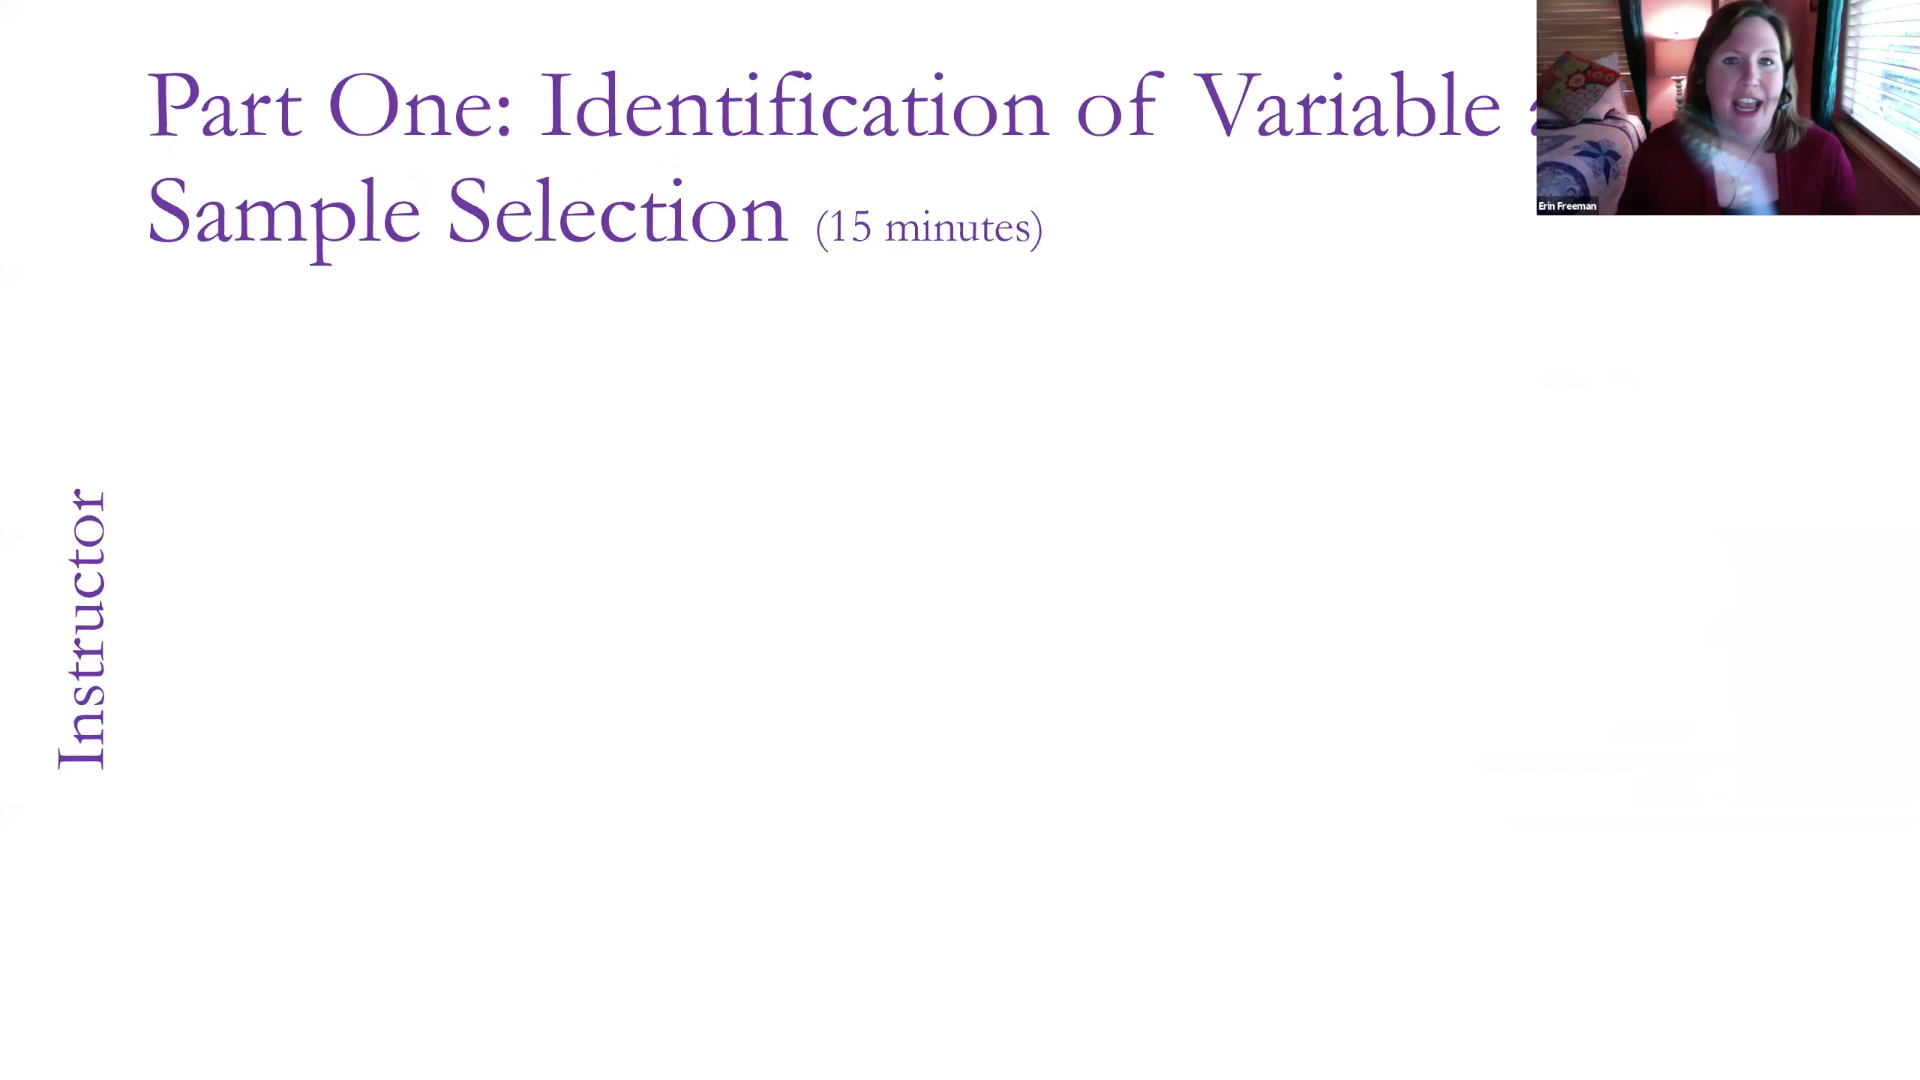 Part One: Identification of Variable
Sample Selection (15 minutes)
Erin Freeman
Instructor